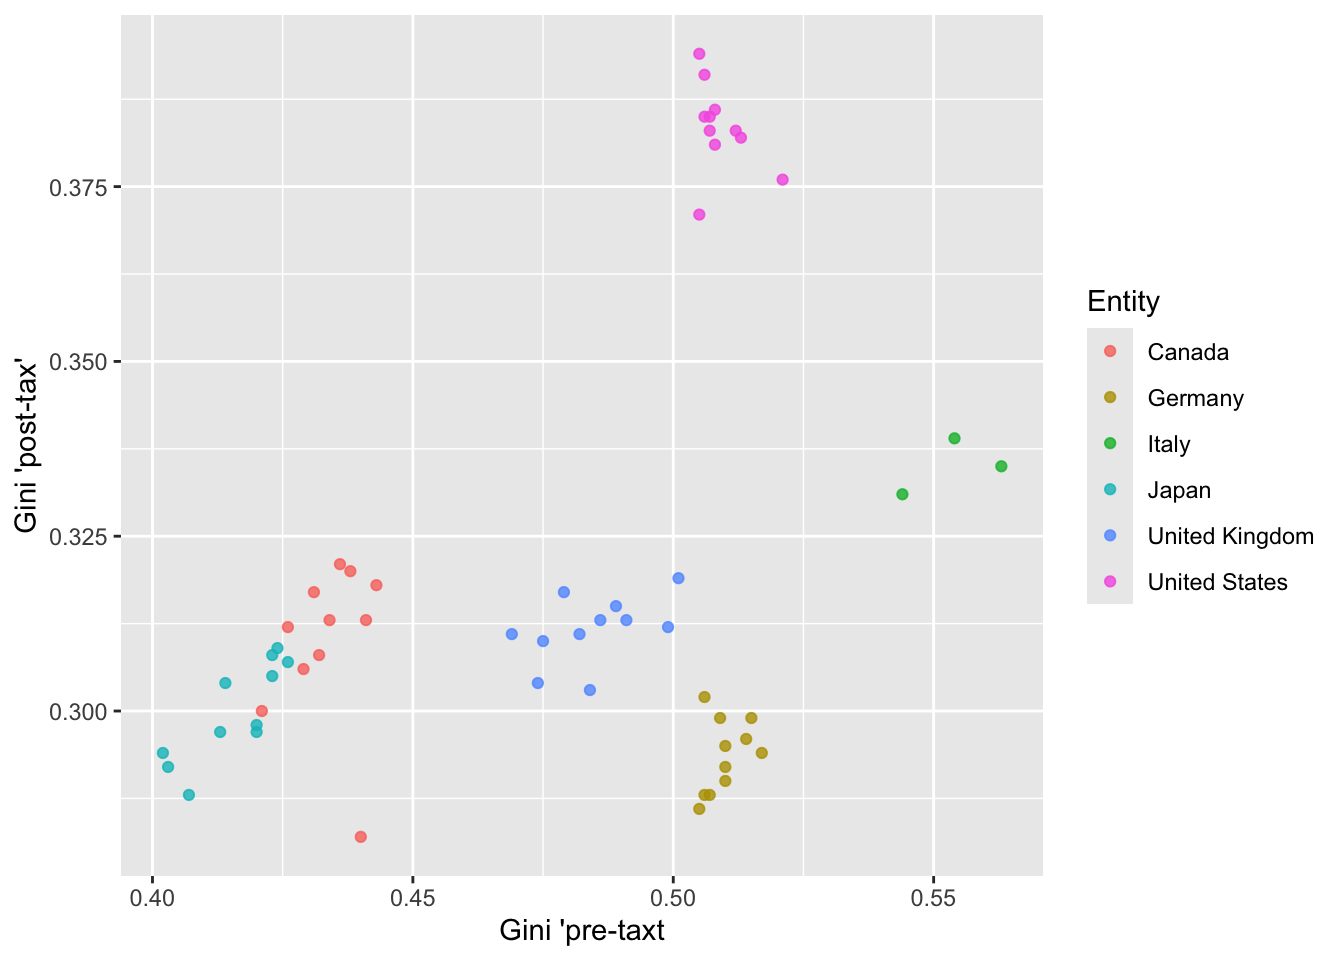 0.375
0.350
0.325
0.300
Gini 'post-tax'
0.40
0.45
0.50
0.55
Gini 'pre-taxt
Entity
Canada
Germany
Italy
Japan
United Kingdom
United States